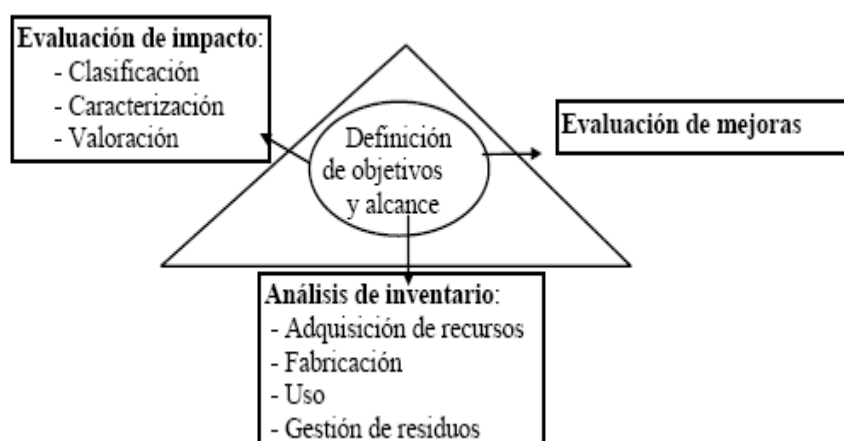 Evaluación de impacto:
- Clasificación
- Caracterización
- Valoración
Definición
de objetivos
y alcance
Evaluación de mejoras
Análisis de inventario:
- Adquisición de recursos
- Fabricación
- Uso
- Gestión de residuos